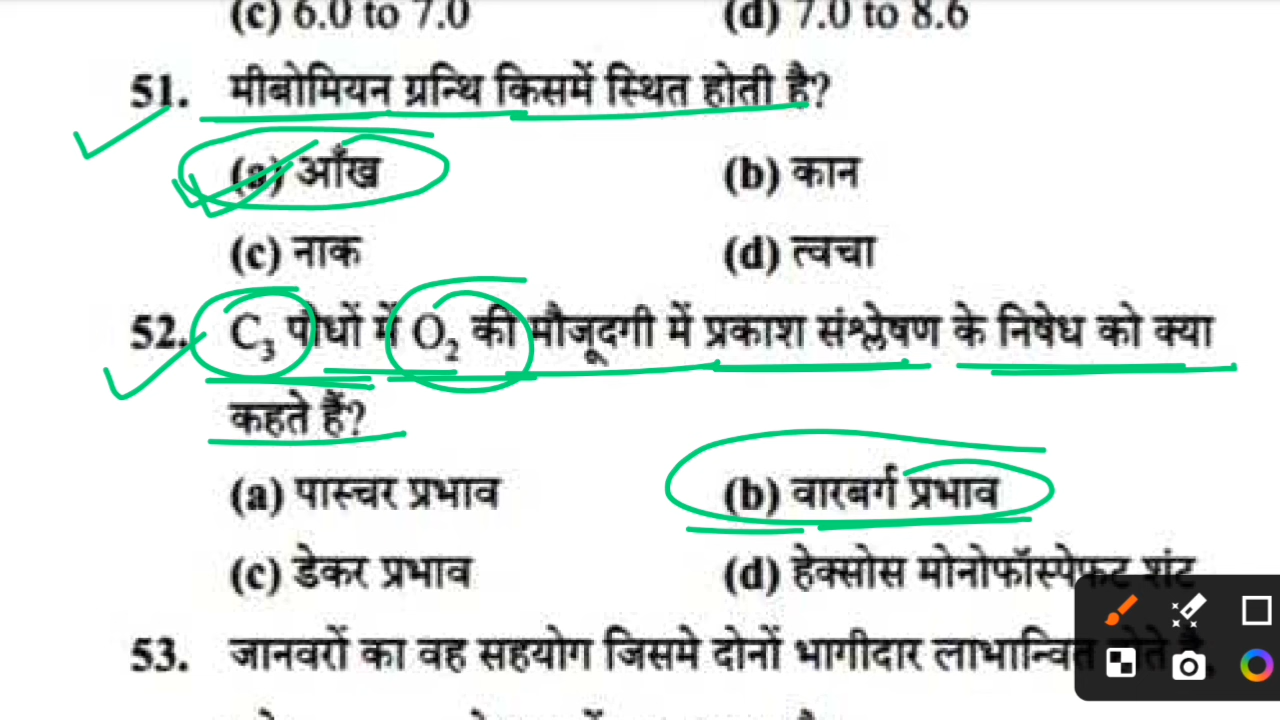 (c) 6.0 to 7.0 (d) 7.0 to 8.6
51. मीबोमियन ग्रन्थि किसमें स्थित होती है?
(a) आँख (b) कान
(c) नाक (d) त्वचा
52. C₃ पौधों में O₂ की मौजूदगी में प्रकाश संश्लेषण के निषेध को क्या
कहते हैं?
(a) पास्चर प्रभाव (b) वारबर्ग प्रभाव
(c) डेकर प्रभाव (d) हेक्सोस मोनोफॉस्पेफट शंट
53. जानवरों का वह सहयोग जिसमे दोनों भागीदार लाभान्वित होते है,